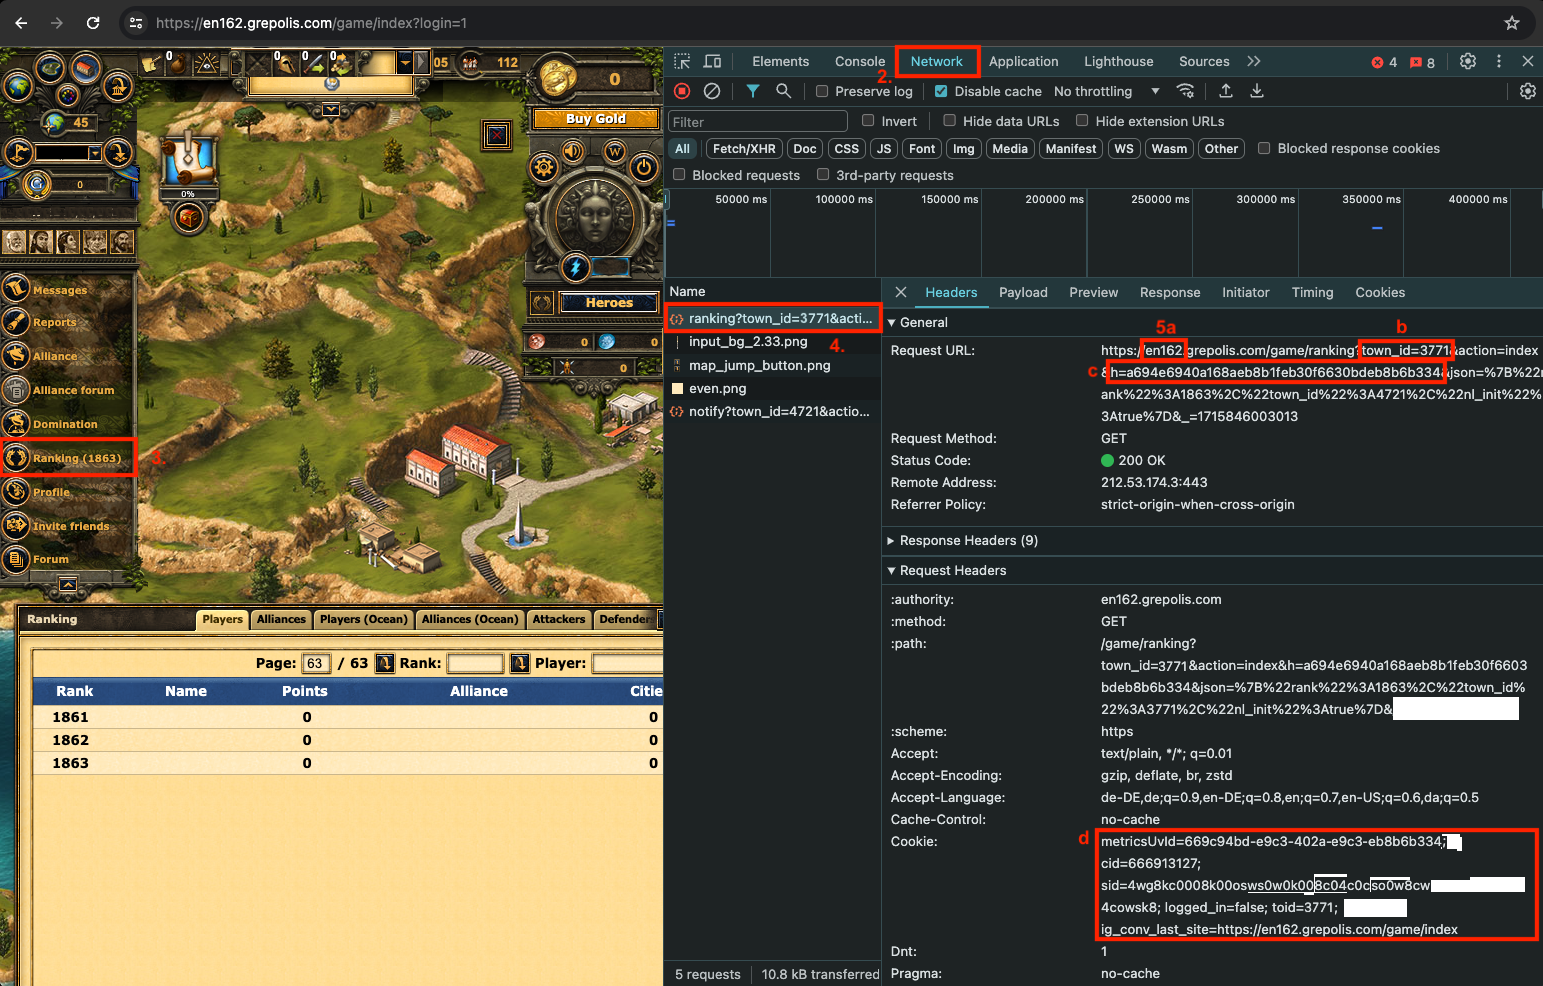 https://en162.grepolis.com/game/index?login=1
0
0
0
0
05
112
45
0
0%
0
Buy Gold
W
Heroes
0
0
0
Messages
Reports
Alliance
Alliance forum
Domination
Ranking (1863)
3.
Profile
Invite friends
Forum
Ranking
Players
Alliances
Players (Ocean)
Alliances (Ocean)
Attackers
Defender
Page: 63 / 63 Rank: Player:
Rank Name Points Alliance Citie
1861 0 0
1862 0 0
1863 0 0
Elements Console Network Application Lighthouse Sources 4 8
2.
Preserve log Disable cache No throttling
Filter Invert Hide data URLs Hide extension URLs
All Fetch/XHR Doc CSS JS Font Img Media Manifest WS Wasm Other Blocked response cookies
Blocked requests 3rd-party requests
50000 ms 100000 ms 150000 ms 200000 ms 250000 ms 300000 ms 350000 ms 400000 ms
Name
ranking?town_id=3771&acti...
4.
input_bg_2.33.png
map_jump_button.png
even.png
notify?town_id=4721&actio...
5 requests 10.8 kB transferred
Headers Payload Preview Response Initiator Timing Cookies
General
5a b
Request URL: https://en162.grepolis.com/game/ranking?town_id=3771&action=index
c &h=a694e6940a168aeb8b1feb30f6630bdeb8b6b334&json=%7B%22r
ank%22%3A1863%2C%22town_id%22%3A4721%2C%22nl_init%22%
3Atrue%7D&_=1715846003013
Request Method: GET
Status Code: 200 OK
Remote Address: 212.53.174.3:443
Referrer Policy: strict-origin-when-cross-origin
Response Headers (9)
Request Headers
:authority: en162.grepolis.com
:method: GET
:path: /game/ranking?
town_id=3771&action=index&h=a694e6940a168aeb8b1feb30f6603
bdeb8b6b334&json=%7B%22rank%22%3A1863%2C%22town_id%
22%3A3771%2C%22nl_init%22%3Atrue%7D&
:scheme: https
Accept: text/plain, */*; q=0.01
Accept-Encoding: gzip, deflate, br, zstd
Accept-Language: de-DE,de;q=0.9,en-DE;q=0.8,en;q=0.7,en-US;q=0.6,da;q=0.5
Cache-Control: no-cache
d
Cookie: metricsUvId=669c94bd-e9c3-402a-e9c3-eb8b6b334;
cid=666913127;
sid=4wg8kc0008k00osws0w0k008c04c0cso0w8cw
4cowsk8; logged_in=false; toid=3771;
ig_conv_last_site=https://en162.grepolis.com/game/index
Dnt: 1
Pragma: no-cache